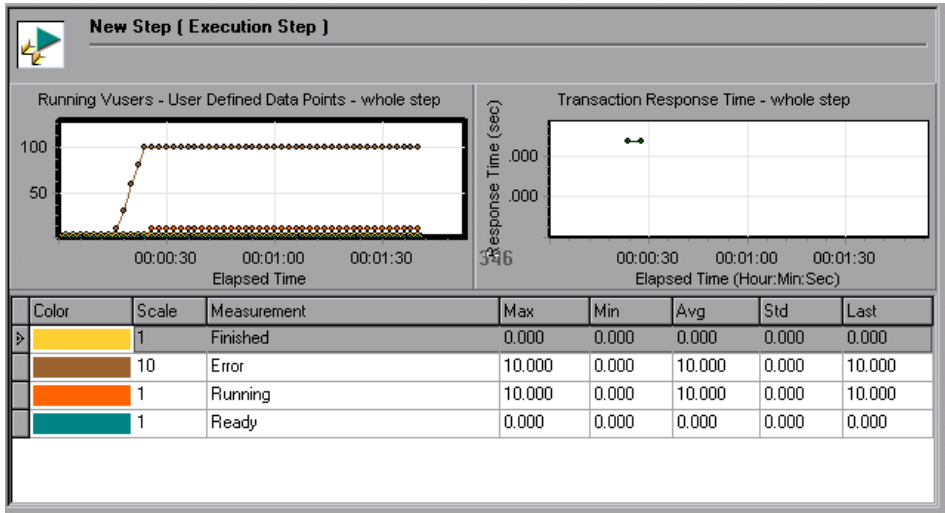 New Step ( Execution Step )
Running Vusers - User Defined Data Points - whole step
100
50
00:00:30 00:01:00 00:01:30
Elapsed Time
Transaction Response Time - whole step
Response Time (sec)
.000
.000
346
00:00:30 00:01:00 00:01:30
Elapsed Time (Hour:Min:Sec)
Color Scale Measurement Max Min Avg Std Last
1 Finished 0.000 0.000 0.000 0.000 0.000
10 Error 10.000 0.000 10.000 0.000 10.000
1 Running 10.000 0.000 10.000 0.000 10.000
1 Ready 0.000 0.000 0.000 0.000 0.000